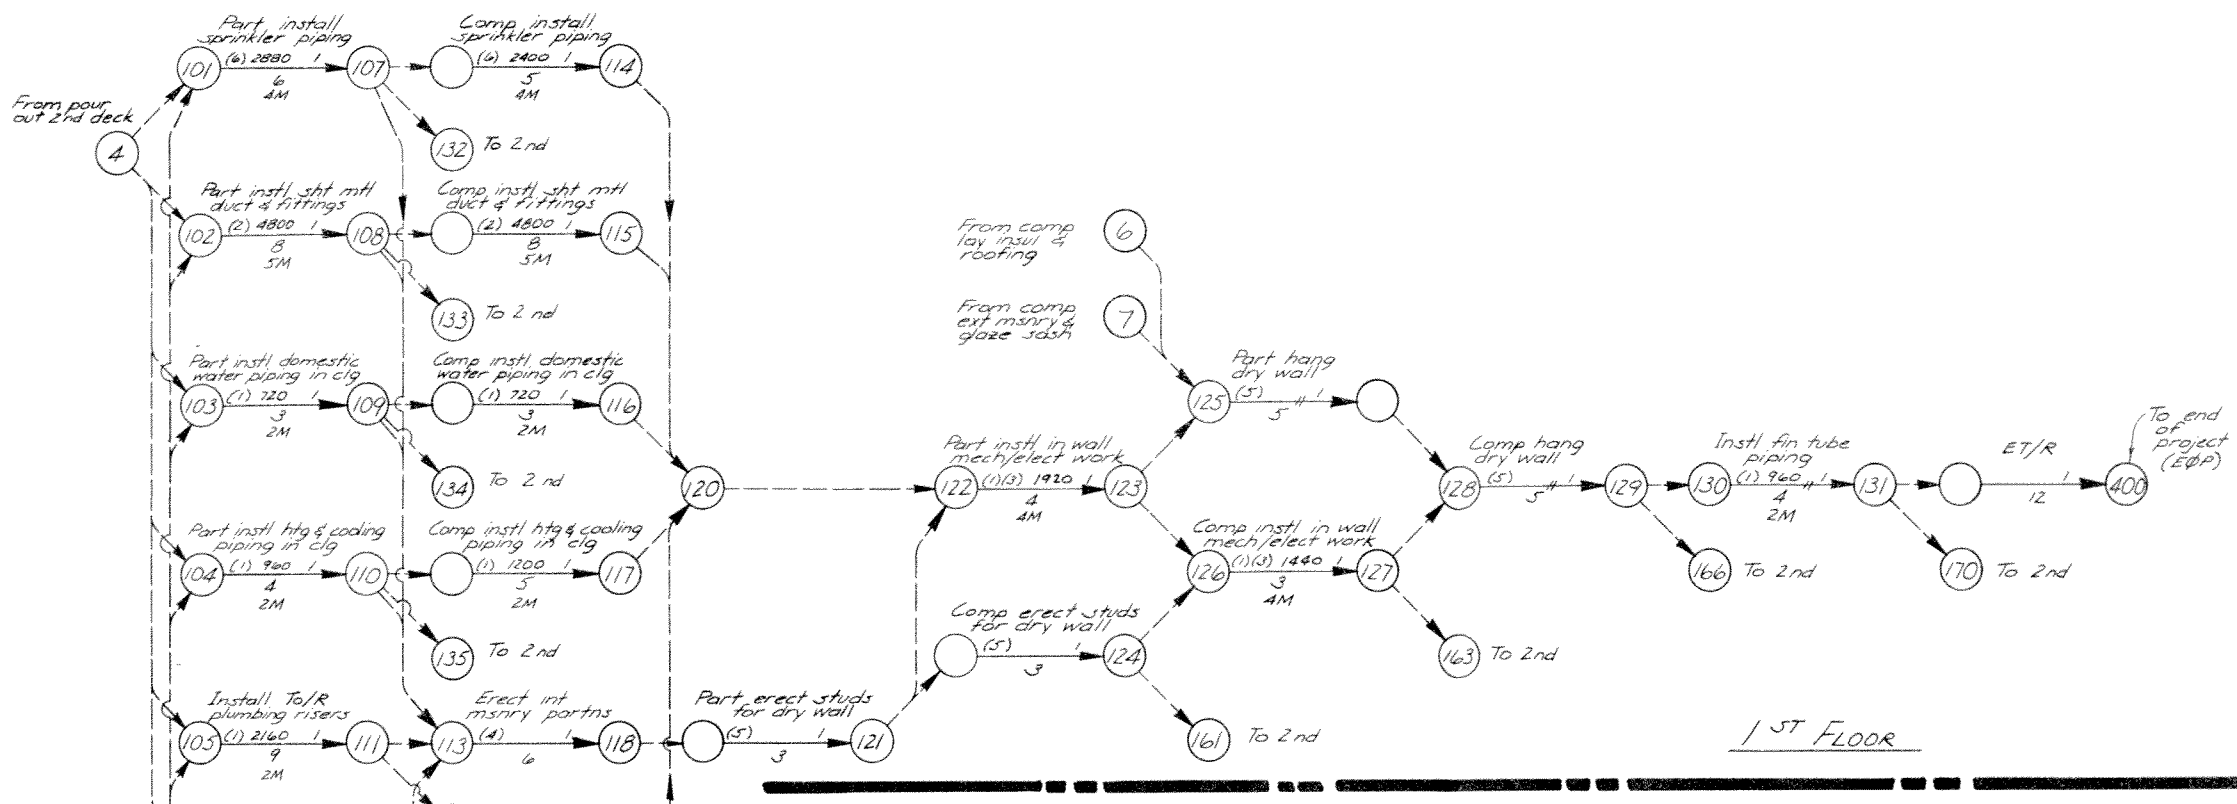 Part install
sprinkler piping
101
(6) 2880 1
6
4M
107
Comp install
sprinkler piping
(6) 2400 1
5
4M
114
From pour
out 2nd deck
4
132
To 2nd
Part instl sht mtl
duct & fittings
102
(2) 4800 1
8
5M
108
Comp instl sht mtl
duct & fittings
(2) 4800 1
8
5M
115
133
To 2nd
Part instl domestic
water piping in clg
103
(1) 720 1
3
2M
109
Comp instl domestic
water piping in clg
(1) 720 1
3
2M
116
134
To 2nd
120
Part instl htg & cooling
piping in clg
104
(1) 960 1
4
2M
110
Comp instl htg & cooling
piping in clg
(1) 1200 1
5
2M
117
135
To 2nd
Install To/R
plumbing risers
105
(1) 2160 1
9
2M
111
Erect int
msnry partns
113
(4) 1
6
118
Part erect studs
for dry wall
(5) 1
3
121
From comp
lay insul &
roofing
6
From comp
ext msnry &
glaze sash
7
Part instl in wall
mech/elect work
122
(1)(3) 1920 1
4
4M
123
Part hang
dry wall
125
(5) 1
5
Comp erect studs
for dry wall
(5) 1
3
124
161
To 2nd
Comp instl in wall
mech/elect work
126
(1)(3) 1440 1
3
4M
127
163
To 2nd
Comp hang
dry wall
128
(5) 1
5
129
166
To 2nd
Instl fin tube
piping
130
(1) 960 1
4
2M
131
170
To 2nd
ET/R
1
12
400
To end
of
project
(EØP)
1ST FLOOR